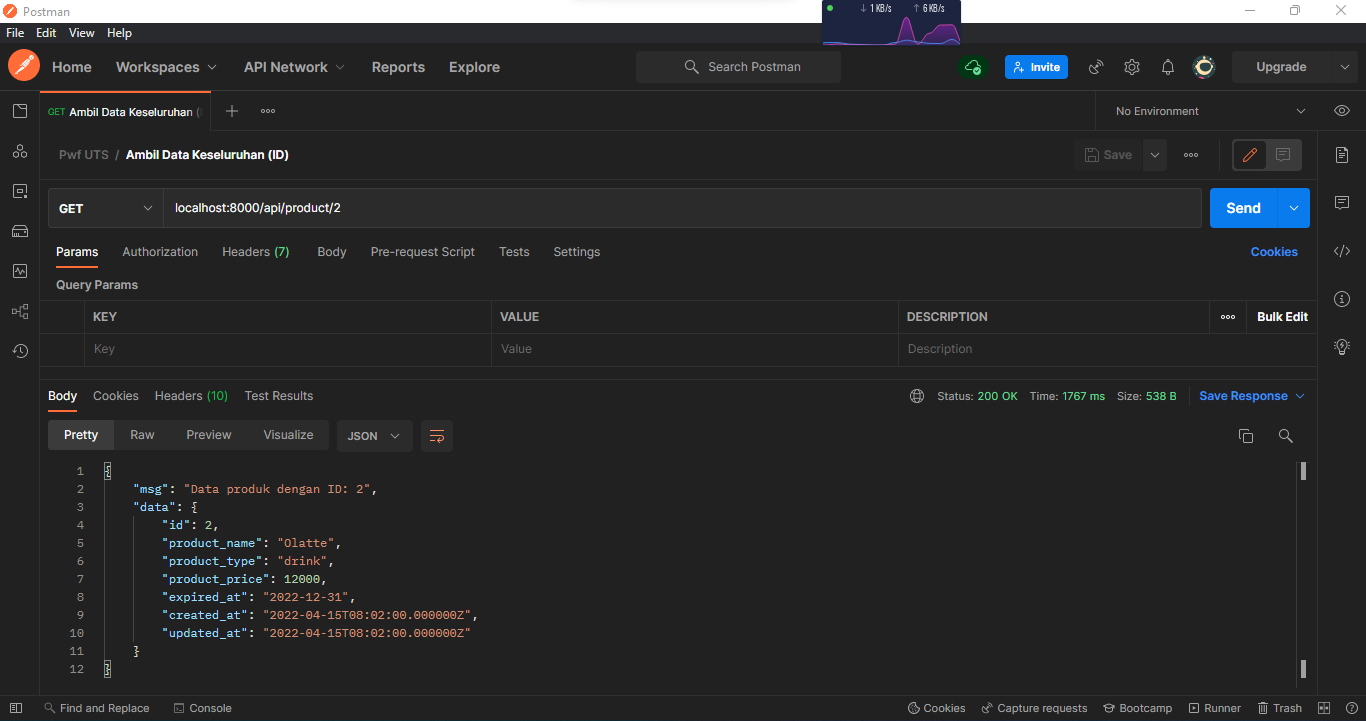 Postman
↓ 1 KB/s ↑ 6 KB/s
File Edit View Help
Home Workspaces API Network Reports Explore Search Postman Invite Upgrade
GET Ambil Data Keseluruhan ( No Environment
Pwf UTS / Ambil Data Keseluruhan (ID) Save
GET localhost:8000/api/product/2 Send
Params Authorization Headers (7) Body Pre-request Script Tests Settings Cookies
Query Params
KEY VALUE DESCRIPTION Bulk Edit
Key Value Description
Body Cookies Headers (10) Test Results Status: 200 OK Time: 1767 ms Size: 538 B Save Response
Pretty Raw Preview Visualize JSON
1 {
2 "msg": "Data produk dengan ID: 2",
3 "data": {
4 "id": 2,
5 "product_name": "Olatte",
6 "product_type": "drink",
7 "product_price": 12000,
8 "expired_at": "2022-12-31",
9 "created_at": "2022-04-15T08:02:00.000000Z",
10 "updated_at": "2022-04-15T08:02:00.000000Z"
11 }
12 }
Find and Replace Console Cookies Capture requests Bootcamp Runner Trash